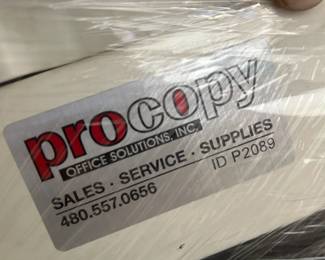 procopy
OFFICE SOLUTIONS, INC.
SALES · SERVICE · SUPPLIES
480.557.0656 ID P2089